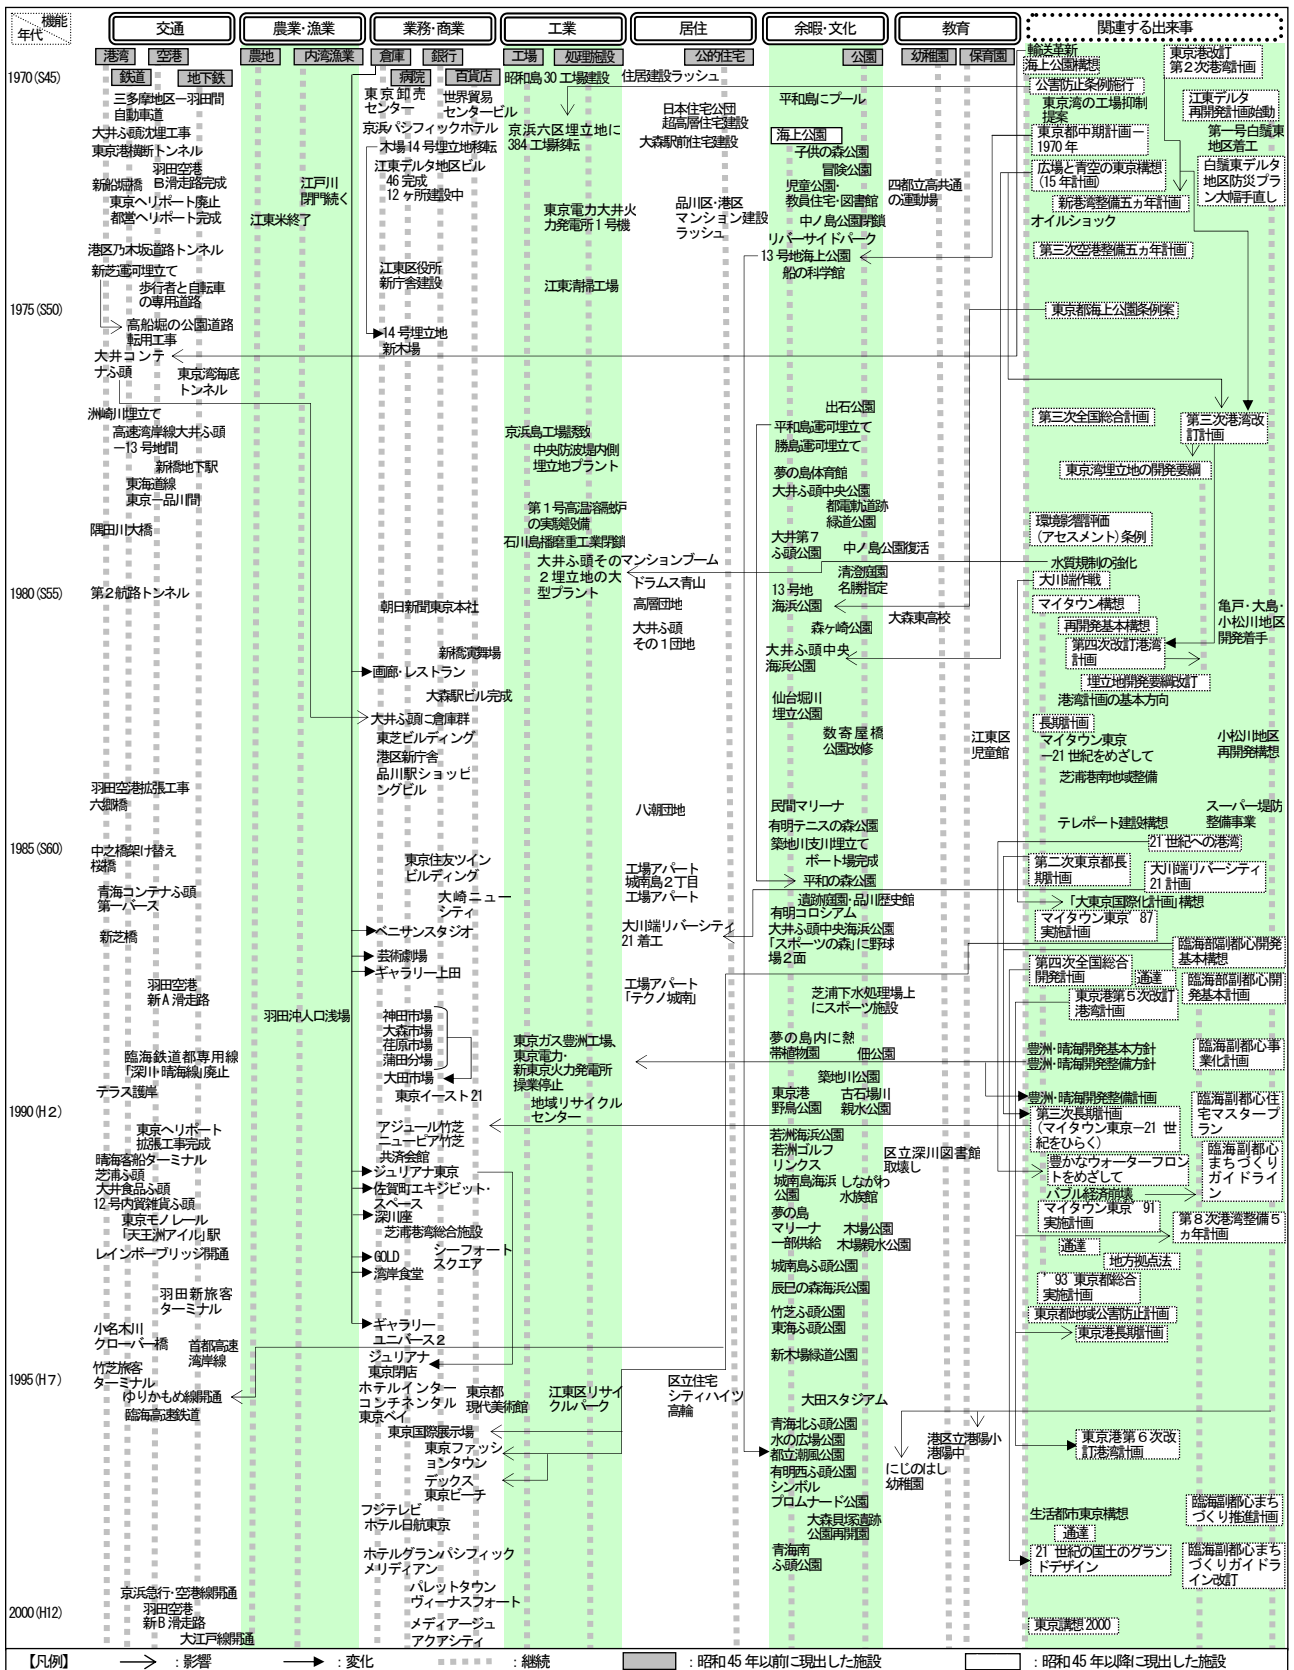 機能
年代
交通
農業・漁業
業務・商業
工業
居住
余暇・文化
教育
関連する出来事
港湾
空港
鉄道
地下鉄
農地
内湾漁業
倉庫
銀行
病院
百貨店
工場
処理施設
公的住宅
公園
幼稚園
保育園
1970(S45)
1975(S50)
1980(S55)
1985(S60)
1990(H2)
1995(H7)
2000(H12)
三多摩地区ー羽田間
自動車道
大井ふ頭沈埋工事
東京港横断トンネル
羽田空港
B滑走路完成
新船堀橋
東京ヘリポート廃止
都営ヘリポート完成
港区乃木坂道路トンネル
新芝運河埋立て
歩行者と自転車
の専用道路
高船堀の公園道路
転用工事
大井コンテ
ナふ頭
東京湾海底
トンネル
洲崎川埋立て
高速湾岸線大井ふ頭
ー13号地間
新橋地下駅
東海道線
東京ー品川間
隅田川大橋
第2航路トンネル
羽田空港拡張工事
六郷橋
中之橋架け替え
桜橋
青海コンテナふ頭
第一バース
新芝橋
羽田空港
新A滑走路
臨海鉄道都専用線
「深川・晴海線」廃止
テラス護岸
東京ヘリポート
拡張工事完成
晴海客船ターミナル
芝浦ふ頭
大井食品ふ頭
12号内貿雑貨ふ頭
東京モノレール
「天王洲アイル」駅
レインボーブリッジ開通
羽田新旅客
ターミナル
小名木川
クローバー橋
首都高速
湾岸線
竹芝旅客
ターミナル
ゆりかもめ線開通
臨海高速鉄道
京浜急行・空港線開通
羽田空港
新B滑走路
大江戸線開通
江戸川
閉門続く
江東米終了
羽田沖人口浅場
東京卸売
センター
世界貿易
センタービル
京浜パシフィックホテル
木場14号埋立地移転
江東デルタ地区ビル
46完成
12ヶ所建設中
江東区役所
新庁舎建設
14号埋立地
新木場
朝日新聞東京本社
新橋演舞場
画廊・レストラン
大森駅ビル完成
大井ふ頭に倉庫群
東芝ビルディング
港区新庁舎
品川駅ショッピ
ングビル
東京住友ツイン
ビルディング
大崎ニュー
シティ
ベニサンスタジオ
芸術劇場
ギャラリー上田
神田市場
大森市場
荏原市場
蒲田分場
大田市場
東京イースト21
アジュール竹芝
ニューピア竹芝
共済会館
ジュリアナ東京
佐賀町エキジビット・
スペース
深川座
芝浦港湾総合施設
GOLD
シーフォート
スクエア
湾岸食堂
ギャラリー
ユニバース2
ジュリアナ
東京閉店
ホテルインター
コンチネンタル
東京ベイ
東京都
現代美術館
東京国際展示場
東京ファッシ
ョンタウン
デックス
東京ビーチ
フジテレビ
ホテル日航東京
ホテルグランパシフィック
メリディアン
パレットタウン
ヴィーナスフォート
メディアージュ
アクアシティ
昭和島30工場建設
京浜六区埋立地に
384工場移転
東京電力大井火
力発電所1号機
江東清掃工場
京浜島工場誘致
中央防波堤内側
埋立地プラント
第1号高温溶融炉
の実験設備
石川島播磨重工業閉鎖
大井ふ頭その
2埋立地の大
型プラント
東京ガス豊洲工場、
東京電力・
新東京火力発電所
操業停止
地域リサイクル
センター
江東区リサイ
クルパーク
住居建設ラッシュ
日本住宅公団
超高層住宅建設
大森駅前住宅建設
品川区・港区
マンション建設
ラッシュ
マンションブーム
ドラムス青山
高層団地
大井ふ頭
その1団地
八潮団地
工場アパート
城南島2丁目
工場アパート
大川端リバーシティ
21着工
工場アパート
「テクノ城南」
区立住宅
シティハイツ
高輪
平和島にプール
海上公園
子供の森公園
冒険公園
児童公園・
教員住宅・図書館
中ノ島公園閉鎖
リバーサイドパーク
13号地海上公園
船の科学館
出石公園
平和島運河埋立て
勝島運河埋立て
夢の島体育館
大井ふ頭中央公園
都電軌道跡
緑道公園
大井第7
ふ頭公園
中ノ島公園復活
清澄庭園
名勝指定
13号地
海浜公園
森ヶ崎公園
大井ふ頭中央
海浜公園
仙台堀川
埋立公園
数寄屋橋
公園改修
民間マリーナ
有明テニスの森公園
築地川支川埋立て
ボート場完成
平和の森公園
遺跡庭園・品川歴史館
有明コロシアム
大井ふ頭中央海浜公園
「スポーツの森」に野球
場2面
芝浦下水処理場上
にスポーツ施設
夢の島内に熱
帯植物園
佃公園
築地川公園
東京港
野鳥公園
古石場川
親水公園
若洲海浜公園
若洲ゴルフ
リンクス
城南島海浜
公園
しながわ
水族館
夢の島
マリーナ
一部供給
木場公園
木場親水公園
城南島ふ頭公園
辰巳の森海浜公園
竹芝ふ頭公園
東海ふ頭公園
新木場緑道公園
大田スタジアム
青海北ふ頭公園
水の広場公園
都立潮風公園
有明西ふ頭公園
シンボル
プロムナード公園
大森貝塚遺跡
公園再開園
青海南
ふ頭公園
四都立高共通
の運動場
大森東高校
江東区
児童館
区立深川図書館
取壊し
港区立港陽小
港陽中
にじのはし
幼稚園
輸送革新
海上公園構想
東京港改訂
第2次港湾計画
公害防止条例施行
東京湾の工場抑制
提案
江東デルタ
再開発計画始動
東京都中期計画ー
1970年
第一号白鬚東
地区着工
広場と青空の東京構想
(15年計画)
白鬚東デルタ
地区防災プラ
ン大幅手直し
新港湾整備五ヵ年計画
オイルショック
第三次空港整備五ヵ年計画
東京都海上公園条例案
第三次全国総合計画
第三次港湾改
訂計画
東京湾埋立地の開発要綱
環境影響評価
(アセスメント)条例
水質規制の強化
大川端作戦
マイタウン構想
亀戸・大島・
小松川地区
開発着手
再開発基本構想
第四次改訂港湾
計画
埋立地開発要綱改訂
港湾計画の基本方向
長期計画
マイタウン東京
ー21世紀をめざして
小松川地区
再開発構想
芝浦港南地域整備
スーパー堤防
整備事業
テレポート建設構想
21世紀への港湾
第二次東京都長
期計画
大川端リバーシティ
21計画
「大東京国際化計画」構想
マイタウン東京 87
実施計画
臨海部副都心開発
基本構想
第四次全国総合
開発計画
通達
臨海部副都心開
発基本計画
東京港第5次改訂
港湾計画
豊洲・晴海開発基本方針
豊洲・晴海開発整備方針
臨海副都心事
業化計画
豊洲・晴海開発整備計画
臨海副都心住
宅マスタープ
ラン
第三次長期計画
(マイタウン東京ー21 世
紀をひらく)
臨海副都心
まちづくり
ガイドライ
ン
豊かなウォーターフロン
トをめざして
バブル経済崩壊
マイタウン東京 91
実施計画
第8次港湾整備5
ヵ年計画
通達
地方拠点法
’93 東京都総合
実施計画
東京都地域公害防止計画
東京港長期計画
東京港第6次改
訂港湾計画
生活都市東京構想
臨海副都心まち
づくり推進計画
通達
21 世紀の国土のグラン
ドデザイン
臨海副都心まち
づくりガイドラ
イン改訂
東京講想2000
【凡例】 :影響 :変化 :継続 :昭和45年以前に現出した施設 :昭和45年以降に現出した施設